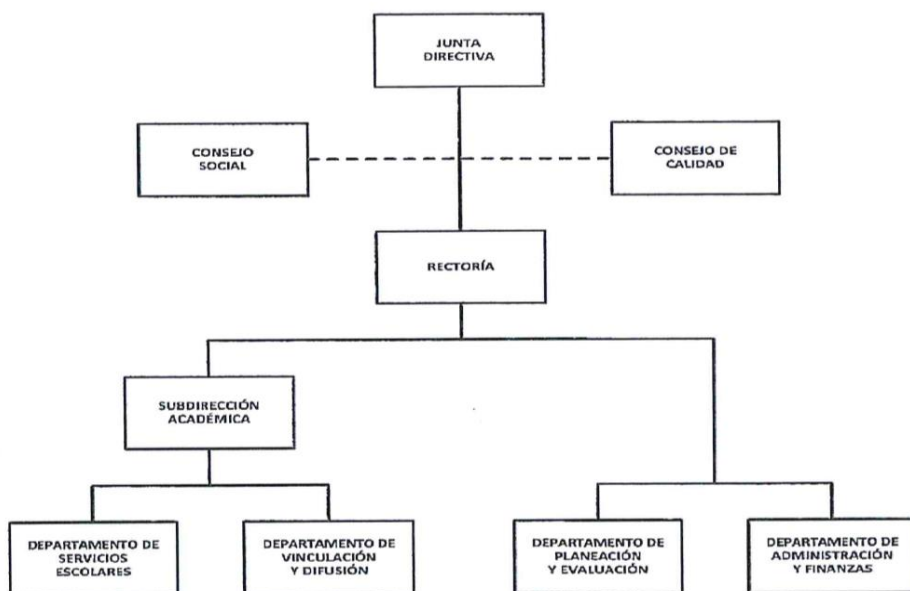 JUNTA
DIRECTIVA
CONSEJO
SOCIAL
CONSEJO DE
CALIDAD
RECTORÍA
SUBDIRECCIÓN
ACADÉMICA
DEPARTAMENTO DE
SERVICIOS
ESCOLARES
DEPARTAMENTO DE
VINCULACIÓN
Y DIFUSIÓN
DEPARTAMENTO DE
PLANEACIÓN
Y EVALUACIÓN
DEPARTAMENTO DE
ADMINISTRACIÓN
Y FINANZAS